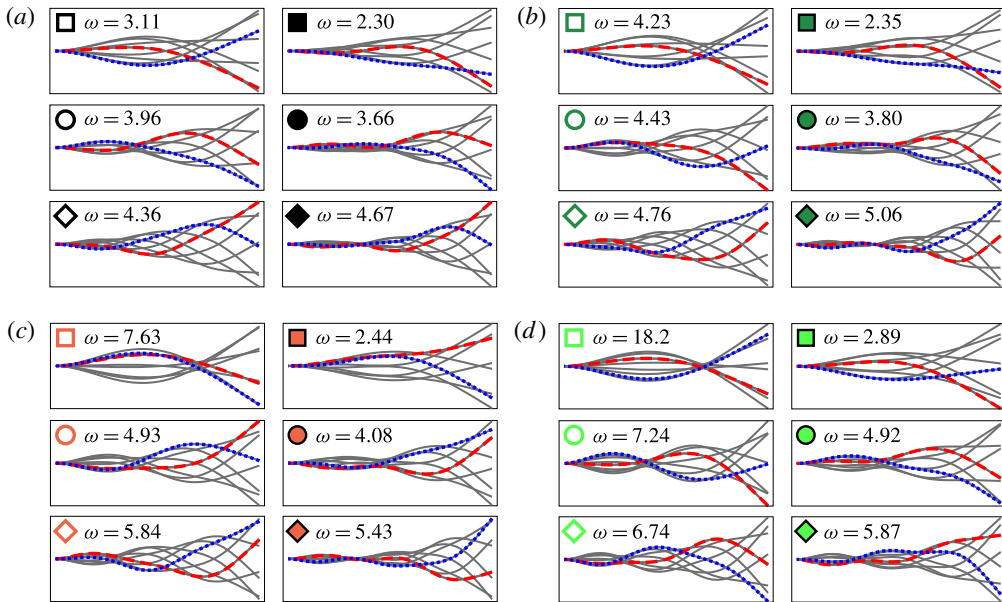 (a) ω = 3.11 ω = 2.30 (b) ω = 4.23 ω = 2.35
ω = 3.96 ω = 3.66 ω = 4.43 ω = 3.80
ω = 4.36 ω = 4.67 ω = 4.76 ω = 5.06
(c) ω = 7.63 ω = 2.44 (d) ω = 18.2 ω = 2.89
ω = 4.93 ω = 4.08 ω = 7.24 ω = 4.92
ω = 5.84 ω = 5.43 ω = 6.74 ω = 5.87